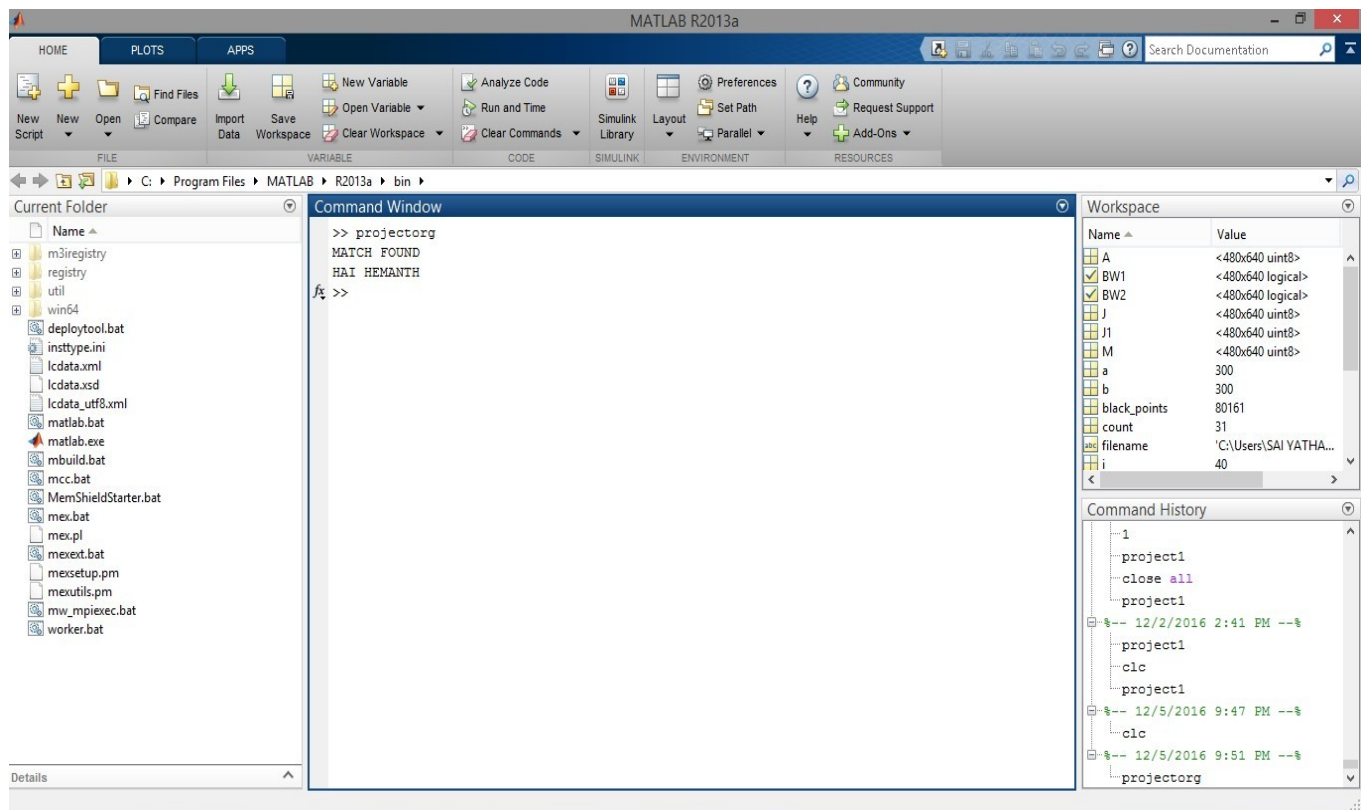 MATLAB R2013a
HOME PLOTS APPS
Search Documentation
New Script
New
Open
Find Files
Compare
Import Data
Save Workspace
New Variable
Open Variable
Clear Workspace
Analyze Code
Run and Time
Clear Commands
Simulink Library
Layout
Preferences
Set Path
Parallel
Help
Community
Request Support
Add-Ons
FILE VARIABLE CODE SIMULINK ENVIRONMENT RESOURCES
C: Program Files MATLAB R2013a bin
Current Folder
Name
m3iregistry
registry
util
win64
deploytool.bat
insttype.ini
lcdata.xml
lcdata.xsd
lcdata_utf8.xml
matlab.bat
matlab.exe
mbuild.bat
mcc.bat
MemShieldStarter.bat
mex.bat
mex.pl
mexext.bat
mexsetup.pm
mexutils.pm
mw_mpiexec.bat
worker.bat
Details
Command Window
>> projectorg
MATCH FOUND
HAI HEMANTH
fx >>
Workspace
Name Value
A <480x640 uint8>
BW1 <480x640 logical>
BW2 <480x640 logical>
J <480x640 uint8>
J1 <480x640 uint8>
M <480x640 uint8>
a 300
b 300
black_points 80161
count 31
abc filename 'C:\Users\SAI YATHA...
i 40
Command History
1
project1
close all
project1
%-- 12/2/2016 2:41 PM --%
project1
clc
project1
%-- 12/5/2016 9:47 PM --%
clc
%-- 12/5/2016 9:51 PM --%
projectorg